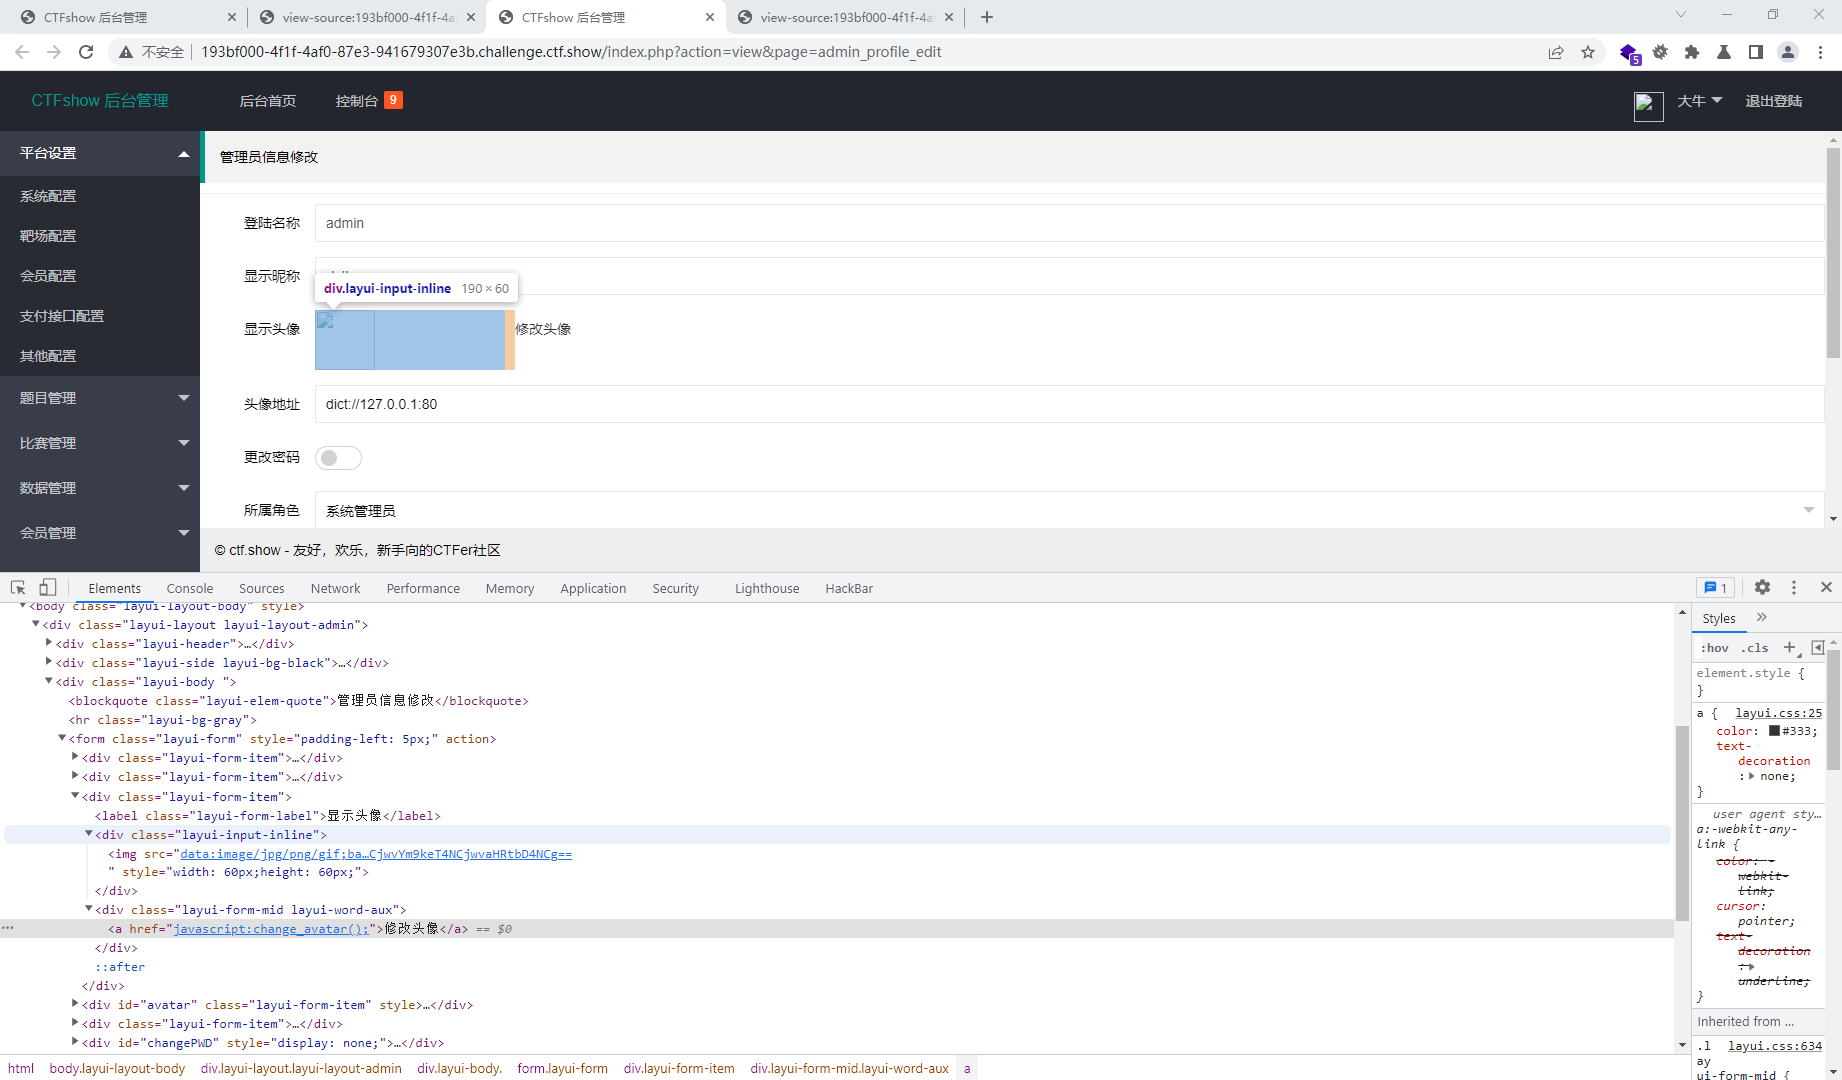 CTFshow 后台管理
view-source:193bf000-4f1f-4a
CTFshow 后台管理
view-source:193bf000-4f1f-4a
不安全
193bf000-4f1f-4af0-87e3-941679307e3b.challenge.ctf.show/index.php?action=view&page=admin_profile_edit
5
CTFshow 后台管理
后台首页
控制台 9
大牛
退出登陆
平台设置
系统配置
靶场配置
会员配置
支付接口配置
其他配置
题目管理
比赛管理
数据管理
会员管理
管理员信息修改
登陆名称
admin
显示昵称
div.layui-input-inline 190 × 60
显示头像
修改头像
头像地址
dict://127.0.0.1:80
更改密码
所属角色
系统管理员
© ctf.show - 友好，欢乐，新手向的CTFer社区
Elements Console Sources Network Performance Memory Application Security Lighthouse HackBar
1
<body class="layui-layout-body" style>
<div class="layui-layout layui-layout-admin">
<div class="layui-header">…</div>
<div class="layui-side layui-bg-black">…</div>
<div class="layui-body ">
<blockquote class="layui-elem-quote">管理员信息修改</blockquote>
<hr class="layui-bg-gray">
<form class="layui-form" style="padding-left: 5px;" action>
<div class="layui-form-item">…</div>
<div class="layui-form-item">…</div>
<div class="layui-form-item">
<label class="layui-form-label">显示头像</label>
<div class="layui-input-inline">
<img src="data:image/jpg/png/gif;ba…CjwvYm9keT4NCjwvaHRtbD4NCg==
" style="width: 60px;height: 60px;">
</div>
<div class="layui-form-mid layui-word-aux">
<a href="javascript:change_avatar();">修改头像</a> == $0
</div>
::after
</div>
<div id="avatar" class="layui-form-item" style>…</div>
<div class="layui-form-item">…</div>
<div id="changePWD" style="display: none;">…</div>
html body.layui-layout-body div.layui-layout.layui-layout-admin div.layui-body. form.layui-form div.layui-form-item div.layui-form-mid.layui-word-aux a
Styles
:hov .cls
element.style {
}
a { layui.css:25
color: #333;
text-
decoration
: none;
}
user agent sty…
a:-webkit-any-
link {
color: -
webkit-
link;
cursor:
pointer;
text-
decoration
:
underline;
}
Inherited from ...
.l layui.css:634
ay
ui-form-mid {